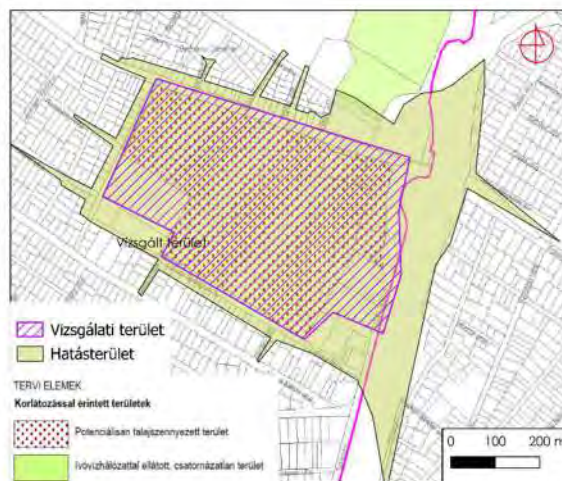 Vizsgált terület
Vizsgálati terület
Hatásterület
TERVI ELEMEK
Korlátozással érintett területek
Potenciálisan talajszennyezett terület
Ivóvízhálózattal ellátott, csatornázatlan terület
0 100 200 m